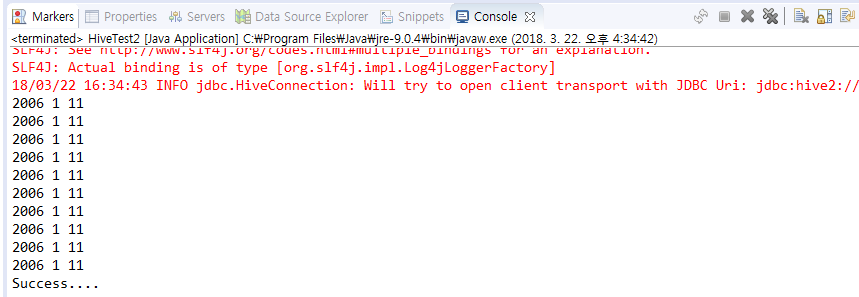 Markers Properties Servers Data Source Explorer Snippets Console
<terminated> HiveTest2 [Java Application] C:₩Program Files₩Java₩jre-9.0.4₩bin₩javaw.exe (2018. 3. 22. 오후 4:34:42)
SLF4J: See http://www.slf4j.org/codes.html#multiple_bindings for an explanation.
SLF4J: Actual binding is of type [org.slf4j.impl.Log4jLoggerFactory]
18/03/22 16:34:43 INFO jdbc.HiveConnection: Will try to open client transport with JDBC Uri: jdbc:hive2://
2006 1 11
2006 1 11
2006 1 11
2006 1 11
2006 1 11
2006 1 11
2006 1 11
2006 1 11
2006 1 11
2006 1 11
Success....